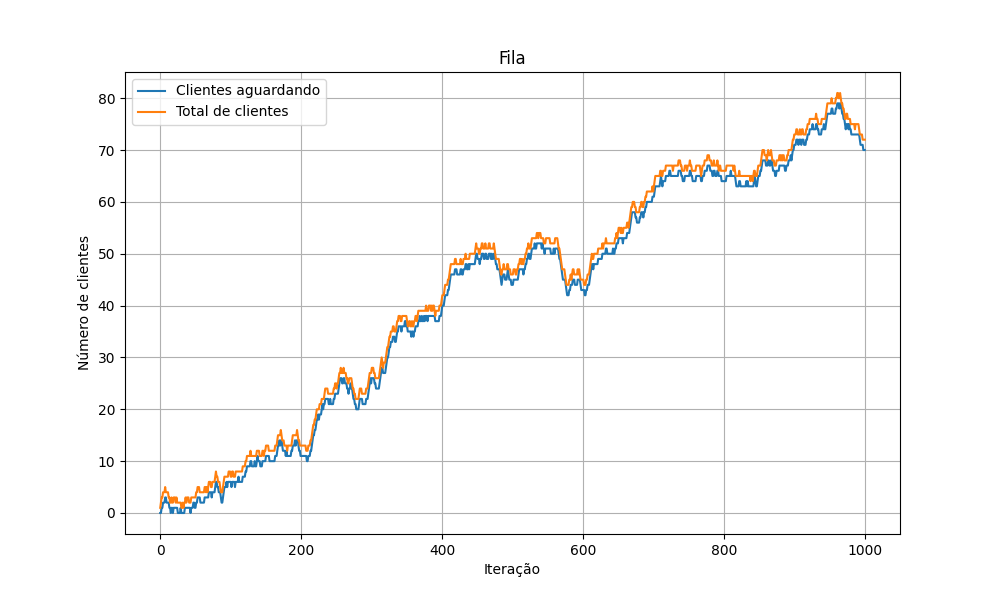 Fila
Clientes aguardando
Total de clientes
Número de clientes
80
70
60
50
40
30
20
10
0
0 200 400 600 800 1000
Iteração